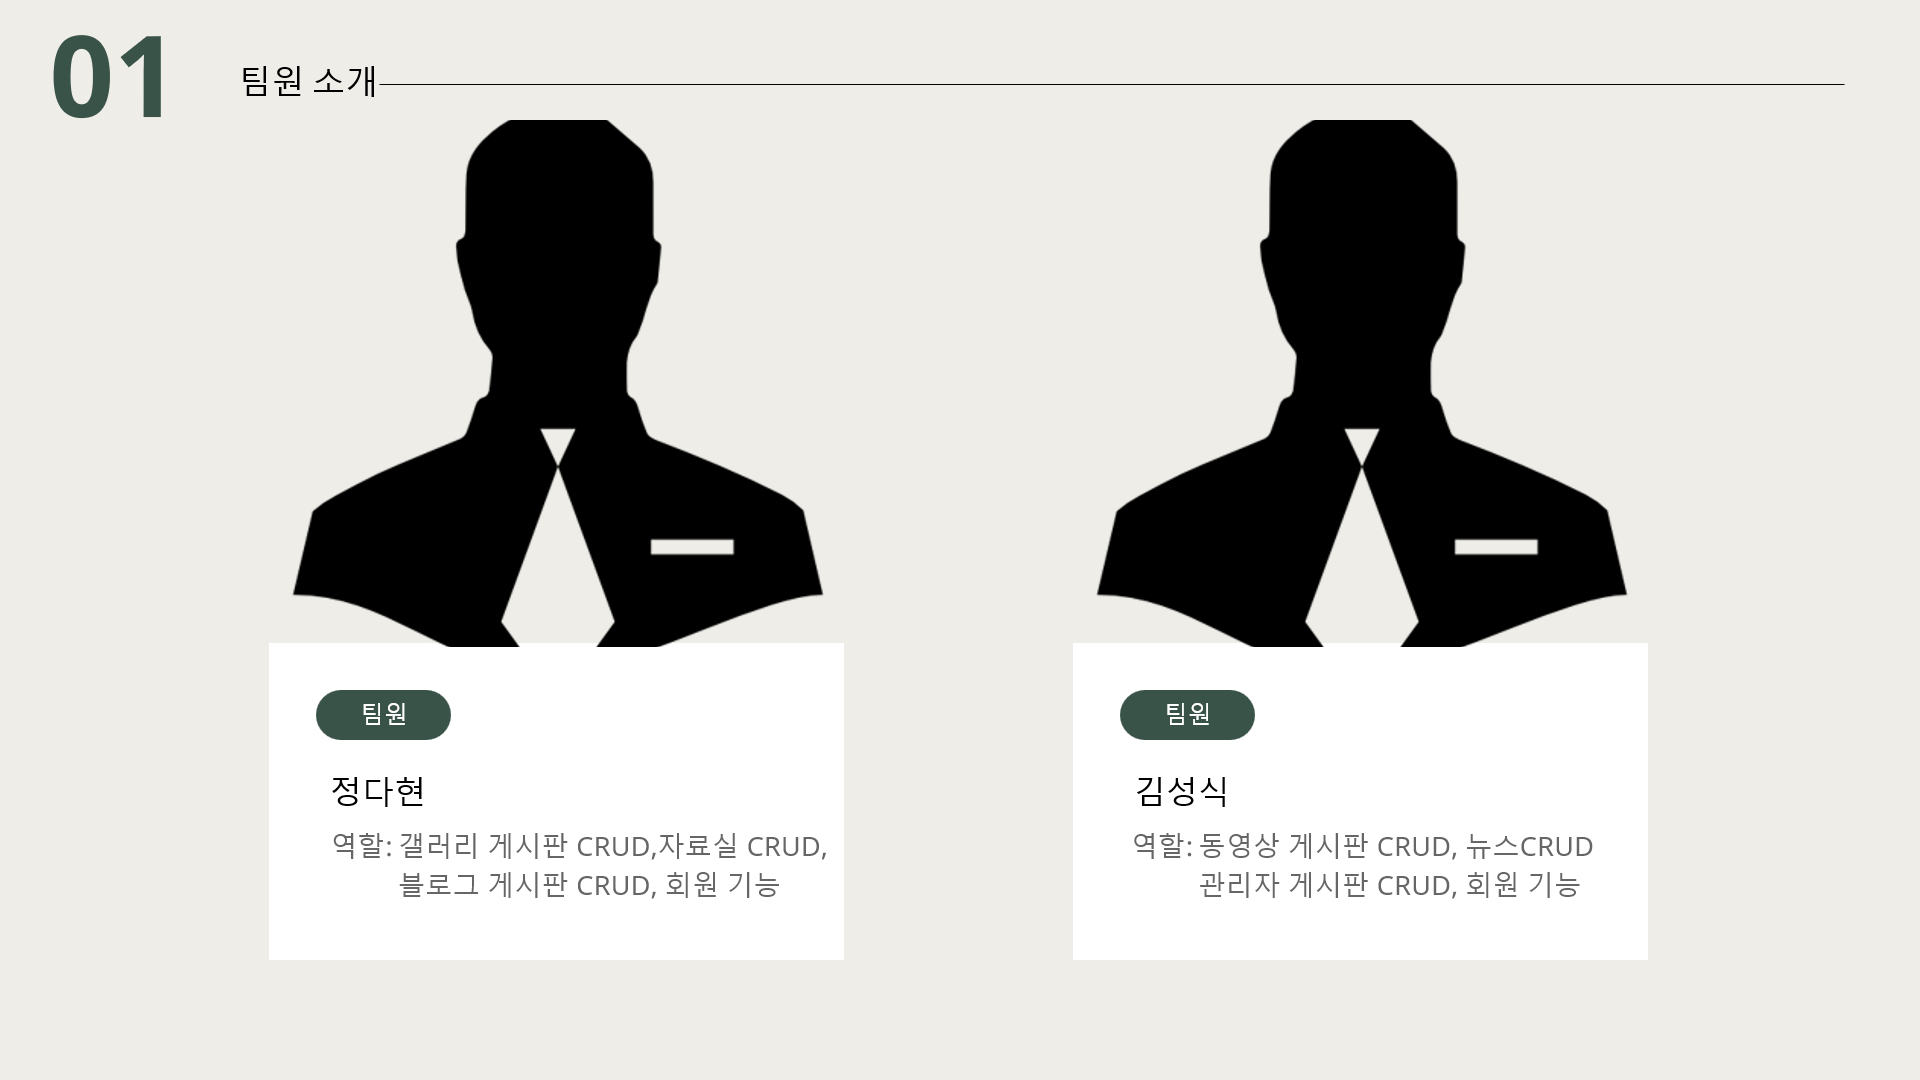 01
팀원 소개
팀원
정다현
역할: 갤러리 게시판 CRUD,자료실 CRUD,
블로그 게시판 CRUD, 회원 기능
팀원
김성식
역할: 동영상 게시판 CRUD, 뉴스CRUD
관리자 게시판 CRUD, 회원 기능